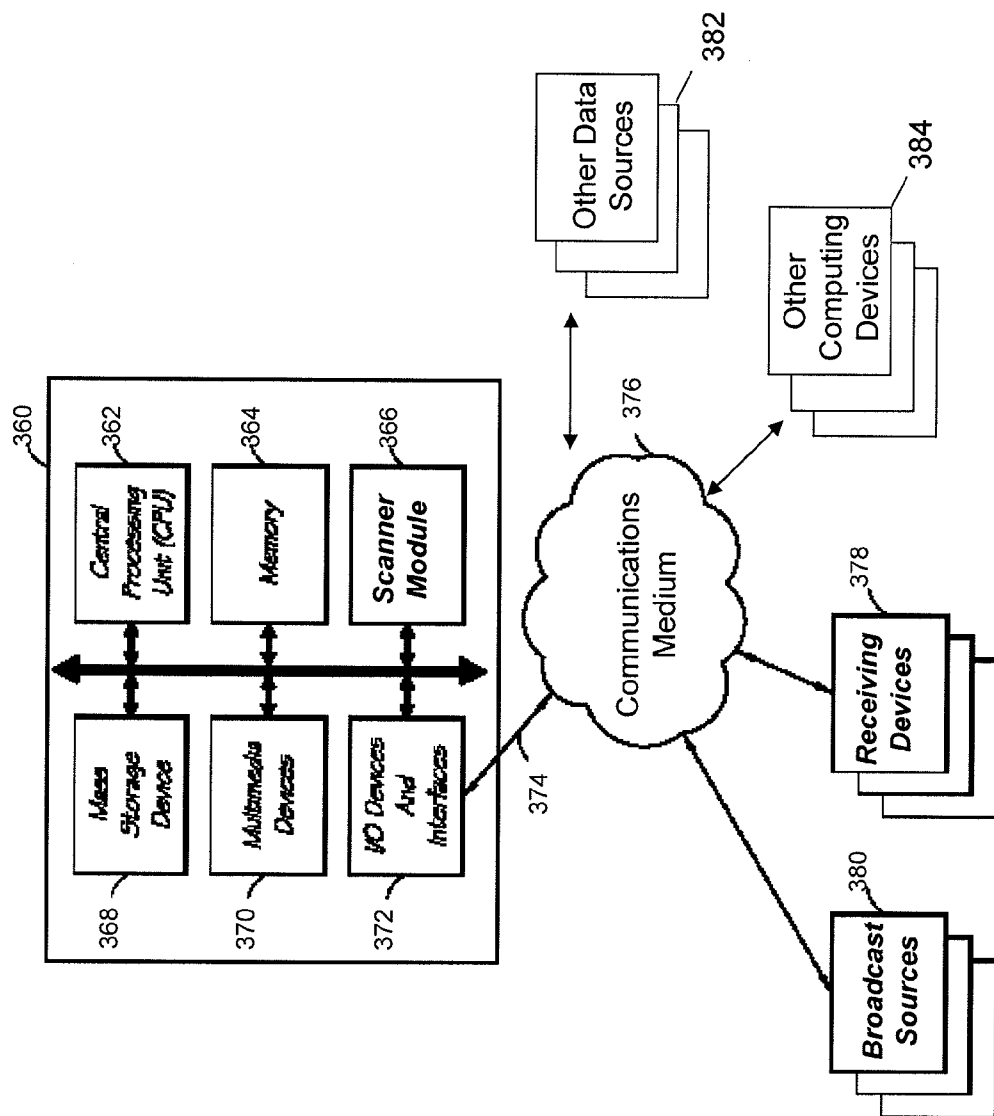 360
368
Mass
Storage
Device
Central
Processing
Unit (CPU)
362
370
Multimedia
Devices
Memory
364
372
I/O Devices
And
Interfaces
Scanner
Module
366
374
Communications
Medium
376
Other Data
Sources
382
380
Broadcast
Sources
Receiving
Devices
378
Other
Computing
Devices
384